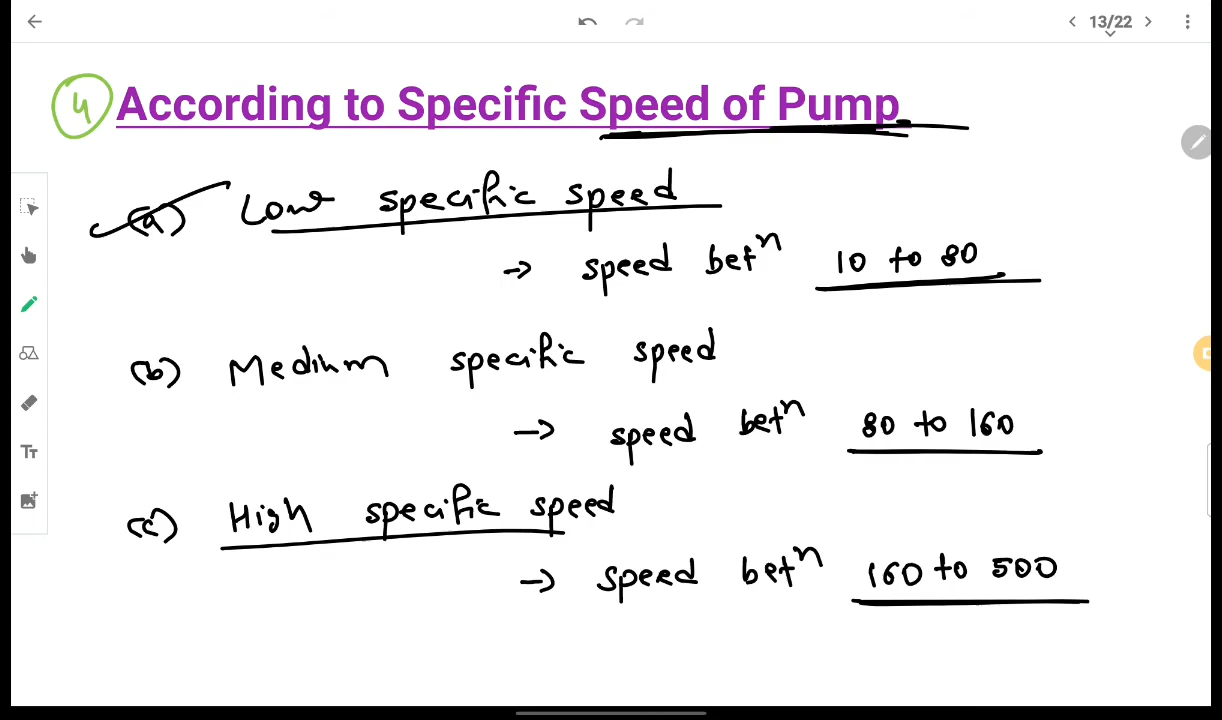 13/22
4 According to Specific Speed of Pump
(a) Low specific speed
→ speed betn 10 to 80
(b) Medium specific speed
→ speed betn 80 to 160
(c) High specific speed
→ speed betn 160 to 500
Tт